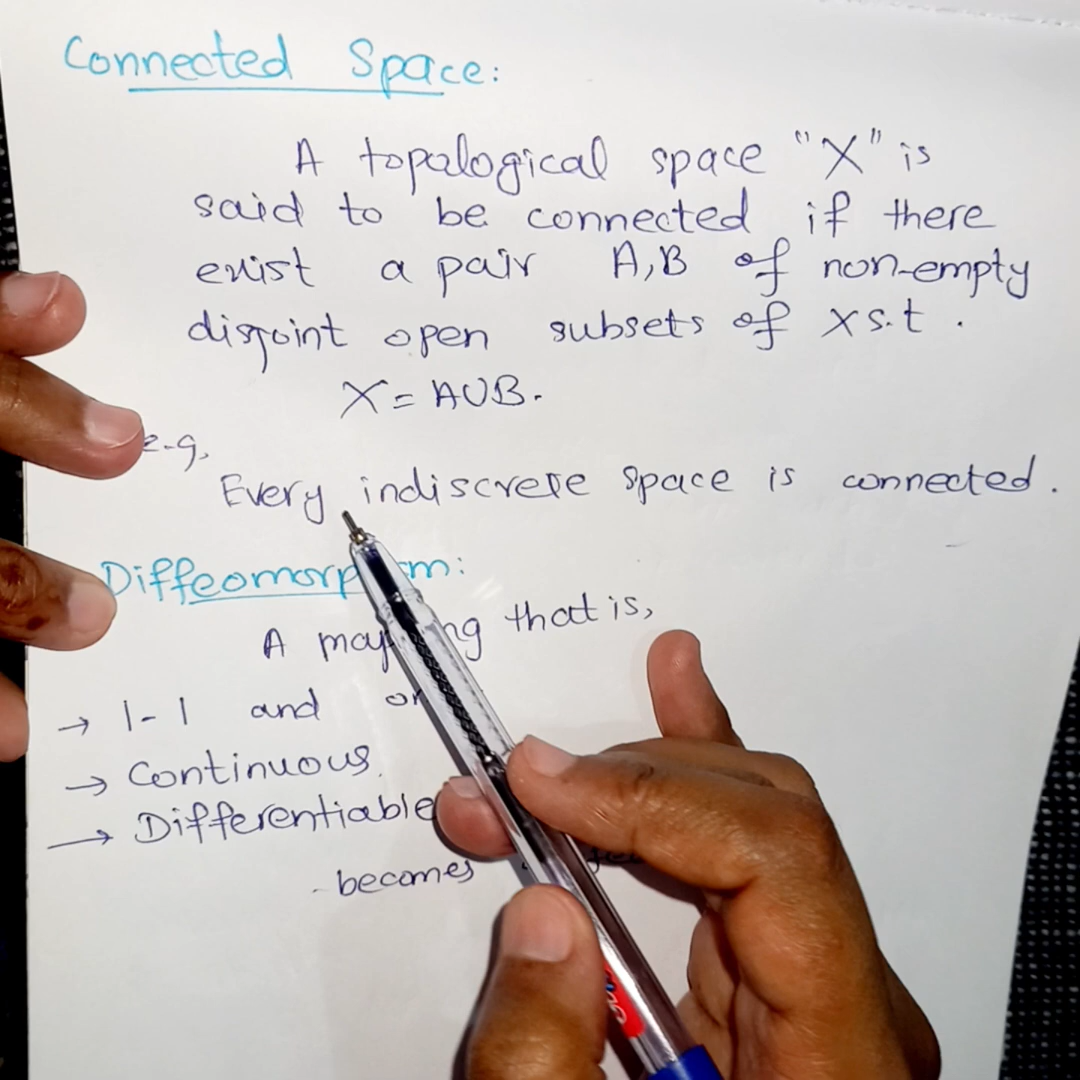 Connected Space:
A topological space "X" is
said to be connected if there
exist a pair A,B of non-empty
disjoint open subsets of X s.t.
X = A∪B.
e.g,
Every indiscrete space is connected.
A that is,
→ 1-1 and
→ Continuous.
→ Differentiable
- becomes